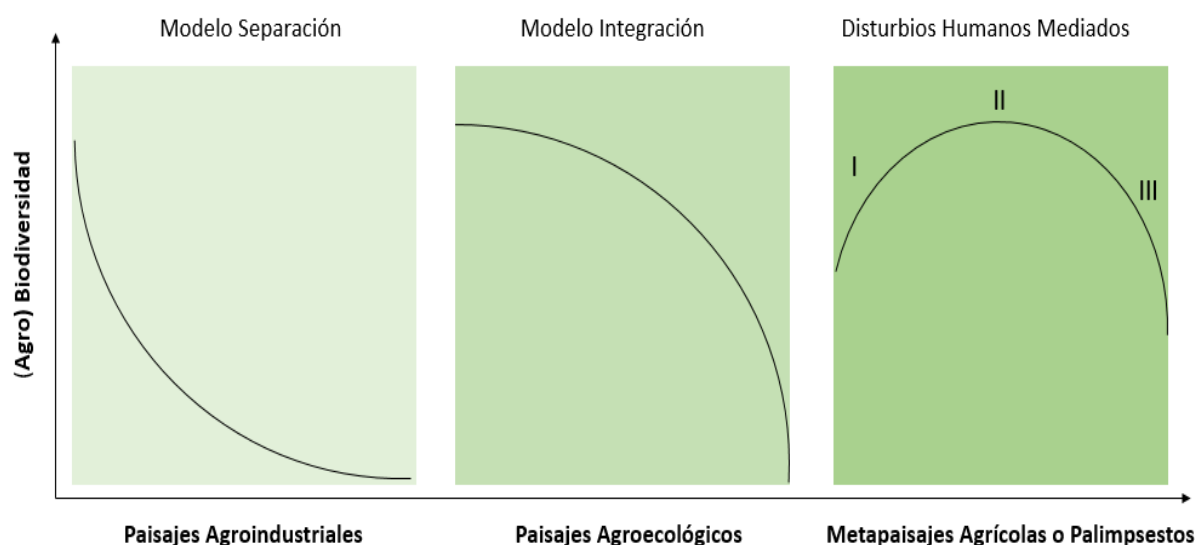 Modelo Separación
Modelo Integración
Disturbios Humanos Mediados
(Agro) Biodiversidad
I
II
III
Paisajes Agroindustriales
Paisajes Agroecológicos
Metapaisajes Agrícolas o Palimpsestos